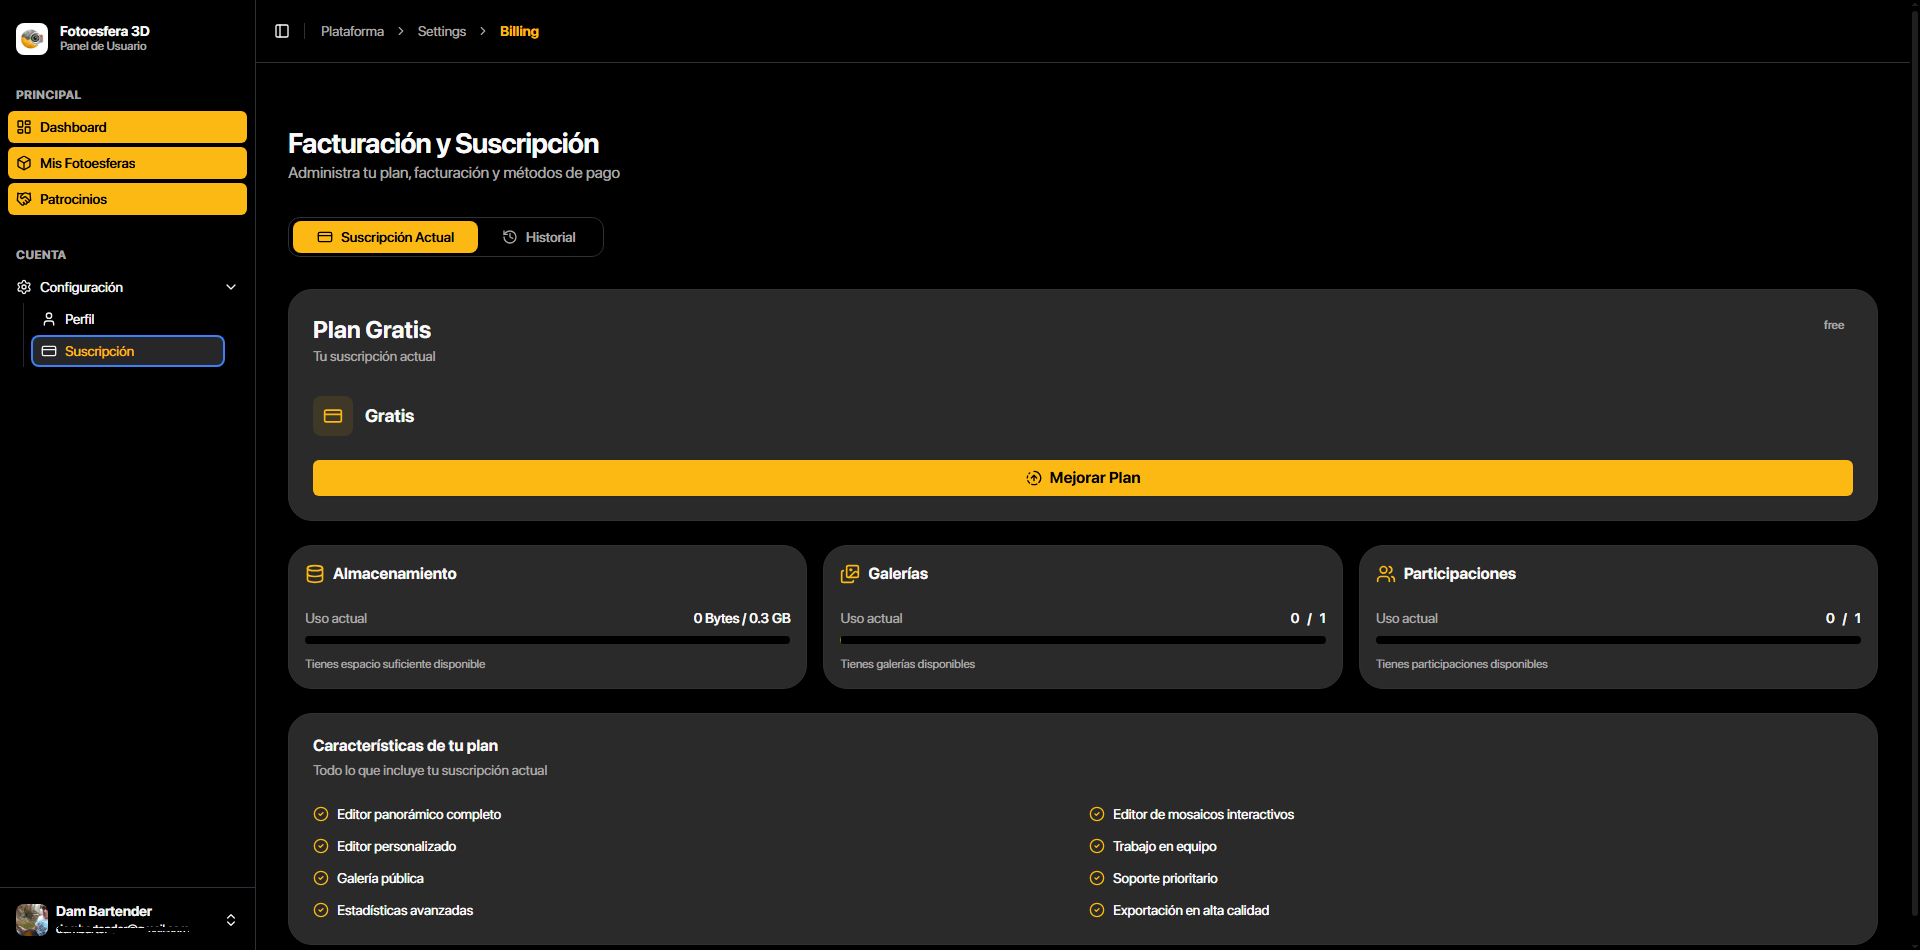 Fotoesfera 3D
Panel de Usuario
PRINCIPAL
Dashboard
Mis Fotoesferas
Patrocinios
CUENTA
Configuración
Perfil
Suscripción
Dam Bartender
Plataforma > Settings > Billing
Facturación y Suscripción
Administra tu plan, facturación y métodos de pago
Suscripción Actual
Historial
Plan Gratis
free
Tu suscripción actual
Gratis
Mejorar Plan
Almacenamiento
Uso actual 0 Bytes / 0.3 GB
Tienes espacio suficiente disponible
Galerías
Uso actual 0 / 1
Tienes galerías disponibles
Participaciones
Uso actual 0 / 1
Tienes participaciones disponibles
Características de tu plan
Todo lo que incluye tu suscripción actual
Editor panorámico completo
Editor de mosaicos interactivos
Editor personalizado
Trabajo en equipo
Galería pública
Soporte prioritario
Estadísticas avanzadas
Exportación en alta calidad